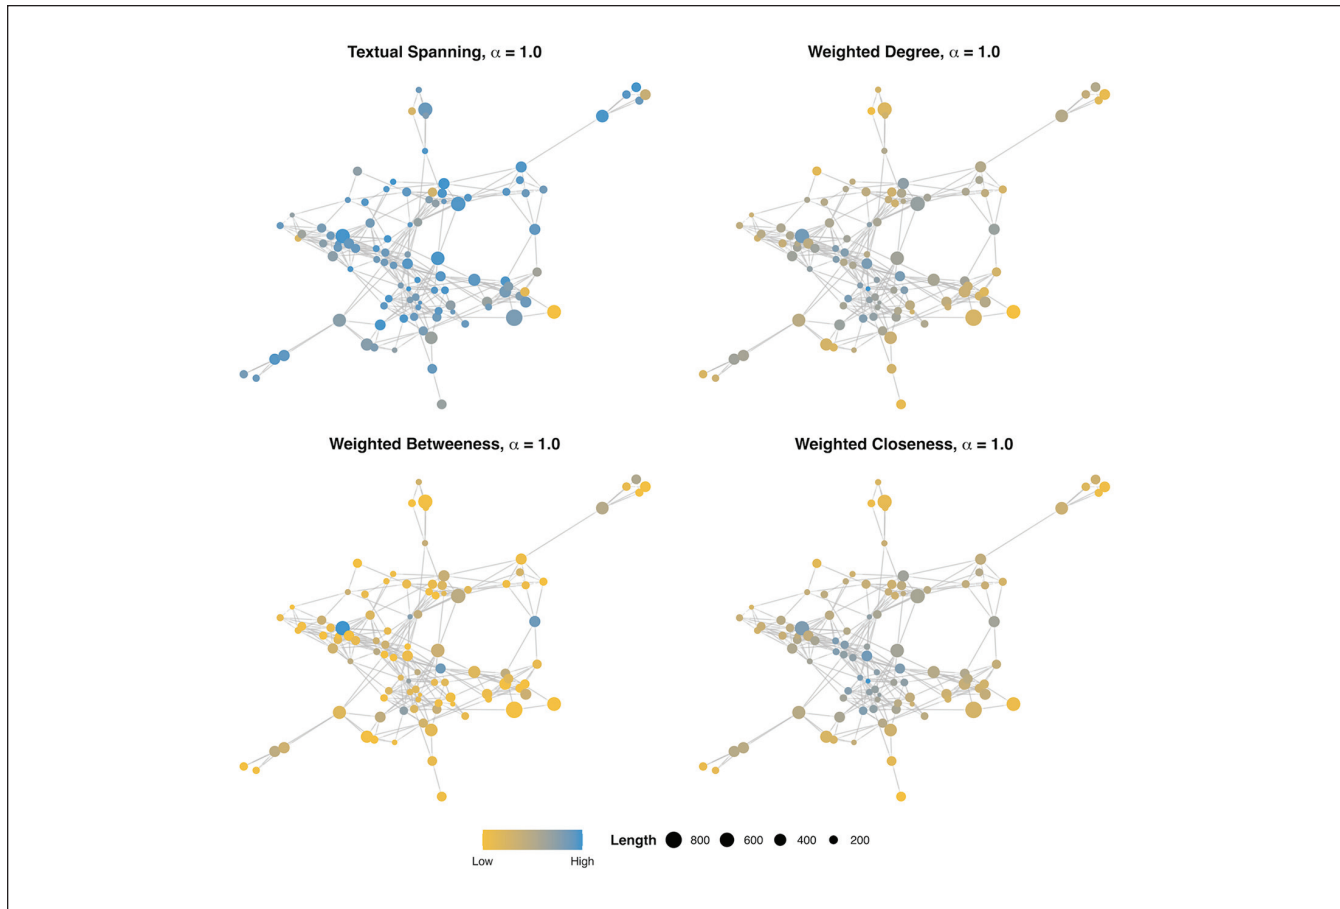 Textual Spanning, α = 1.0
Weighted Degree, α = 1.0
Weighted Betweeness, α = 1.0
Weighted Closeness, α = 1.0
Low High
Length 800 600 400 200